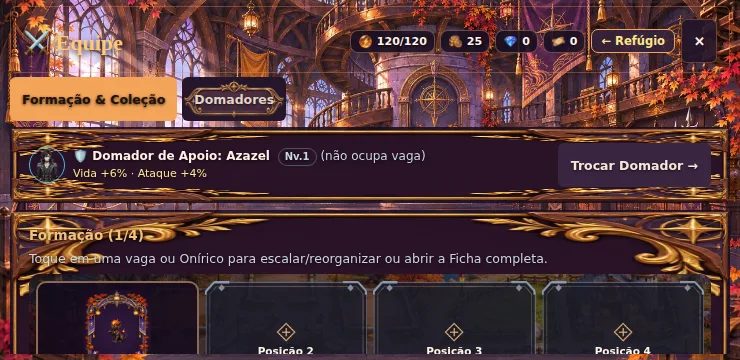 Equipe
120/120
25
0
0
← Refúgio
×
Formação & Coleção
Domadores
Domador de Apoio: Azazel Nv.1 (não ocupa vaga)
Vida +6% · Ataque +4%
Trocar Domador →
Formação (1/4)
Toque em uma vaga ou Onírico para escalar/reorganizar ou abrir a Ficha completa.
Posição 2
Posição 3
Posição 4